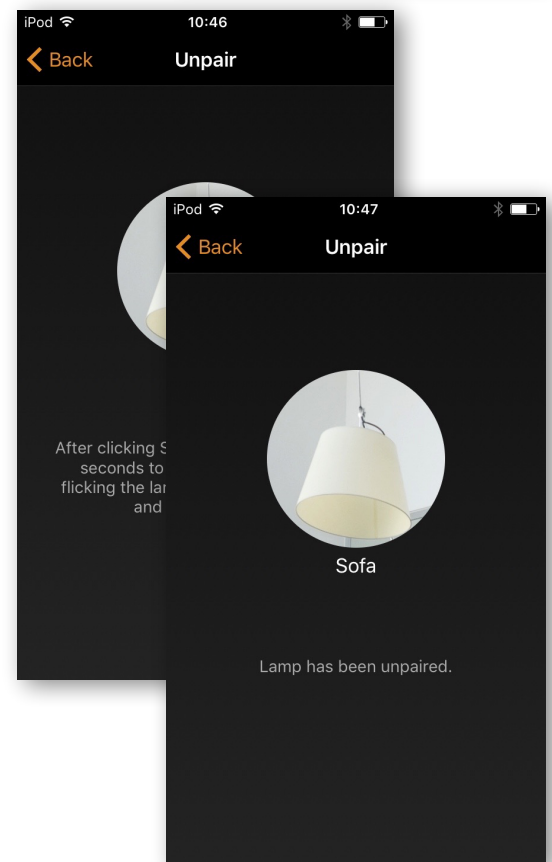 iPod 10:46
Back Unpair
After clicking
seconds to
flicking the
and
iPod 10:47
Back Unpair
Sofa
Lamp has been unpaired.